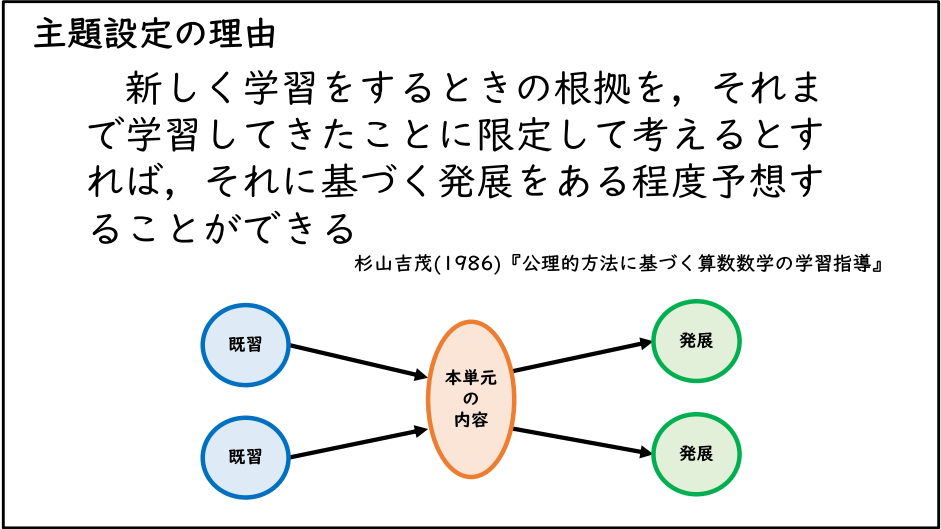 主題設定の理由
新しく学習をするときの根拠を，それま
で学習してきたことに限定して考えるとす
れば，それに基づく発展をある程度予想す
ることができる
杉山吉茂(1986)『公理的方法に基づく算数数学の学習指導』
既習
既習
本単元
の
内容
発展
発展